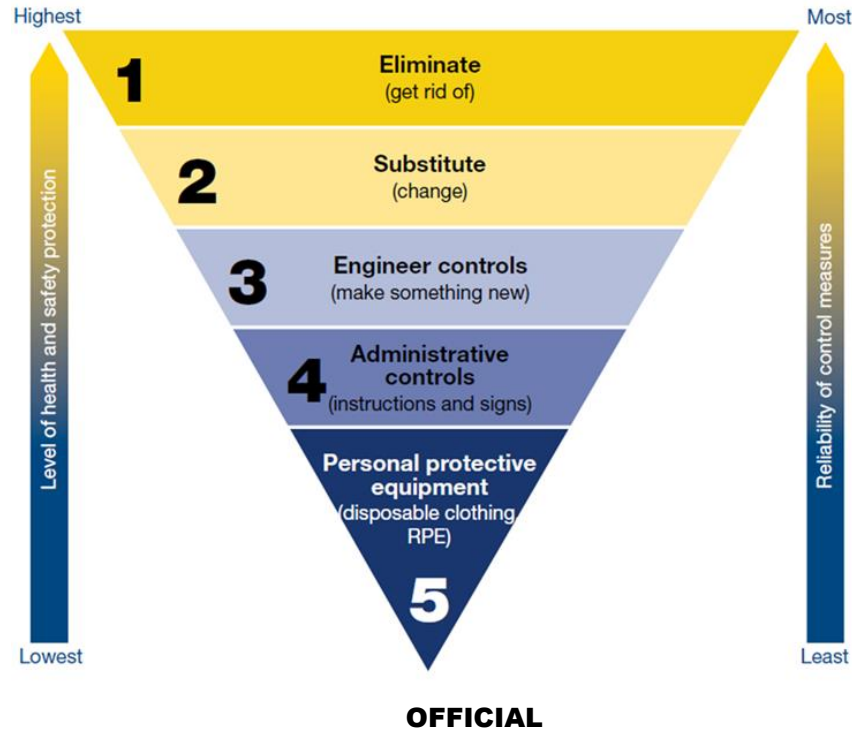 Highest
Most
1
Eliminate
(get rid of)
2
Substitute
(change)
3
Engineer controls
(make something new)
4
Administrative
controls
(instructions and signs)
Personal protective
equipment
(disposable clothing,
RPE)
5
Level of health and safety protection
Reliability of control measures
Lowest
Least
OFFICIAL